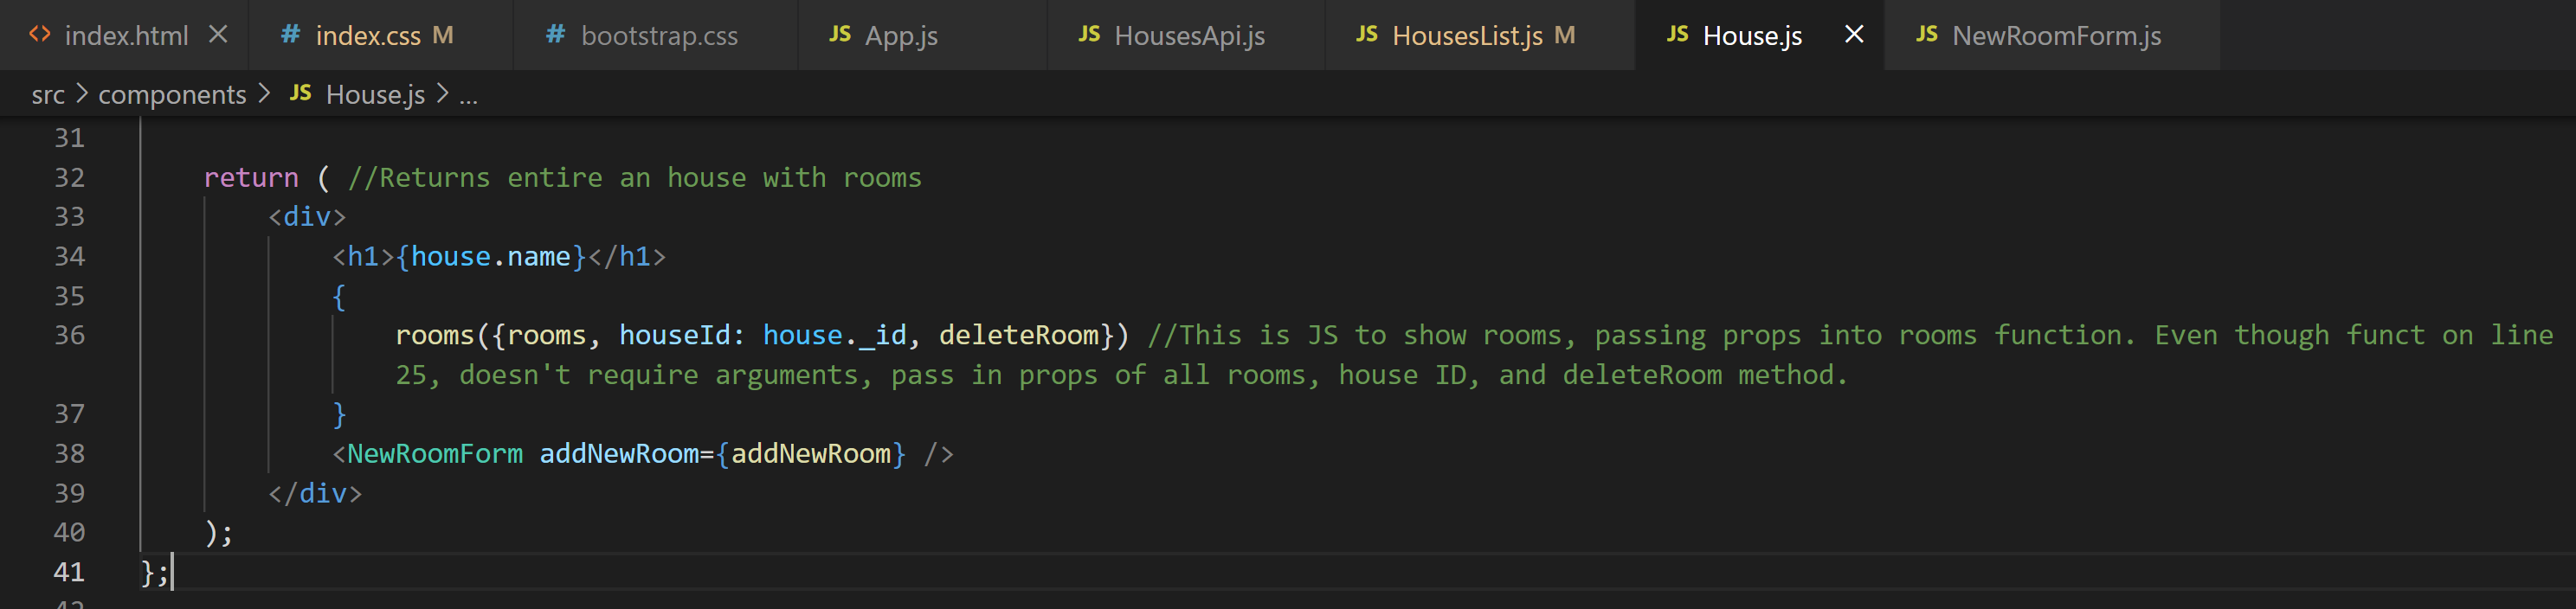 index.html
# index.css M
# bootstrap.css
JS App.js
JS HousesApi.js
JS HousesList.js M
JS House.js
JS NewRoomForm.js
src > components > JS House.js > ...
31
32 return ( //Returns entire an house with rooms
33 <div>
34 <h1>{house.name}</h1>
35 {
36 rooms({rooms, houseId: house._id, deleteRoom}) //This is JS to show rooms, passing props into rooms function. Even though funct on line
25, doesn't require arguments, pass in props of all rooms, house ID, and deleteRoom method.
37 }
38 <NewRoomForm addNewRoom={addNewRoom} />
39 </div>
40 );
41 };
42